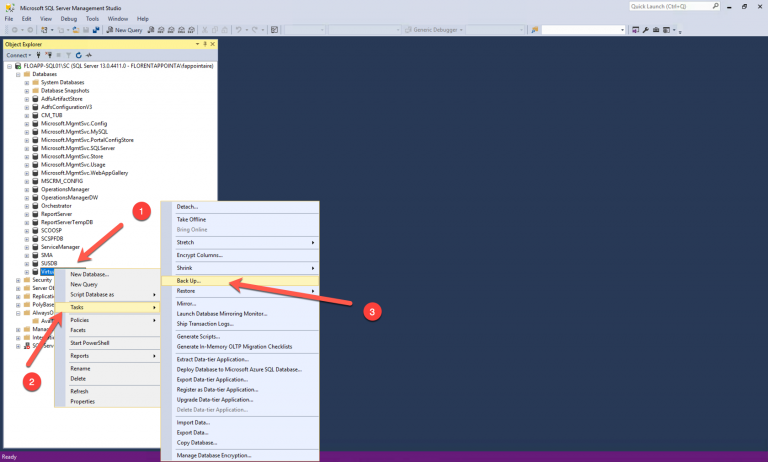 Microsoft SQL Server Management Studio
Quick Launch (Ctrl+Q)
File Edit View Debug Tools Window Help
New Query
Generic Debugger
Object Explorer
Connect
FLOAPP-SQL01\SC (SQL Server 13.0.4411.0 - FLORENTAPPOINTA\fappointaire)
Databases
System Databases
Database Snapshots
AdfsArtifactStore
AdfsConfigurationV3
CM_TUB
Microsoft.MgmtSvc.Config
Microsoft.MgmtSvc.MySQL
Microsoft.MgmtSvc.PortalConfigStore
Microsoft.MgmtSvc.SQLServer
Microsoft.MgmtSvc.Store
Microsoft.MgmtSvc.Usage
Microsoft.MgmtSvc.WebAppGallery
MSCRM_CONFIG
OperationsManager
OperationsManagerDW
Orchestrator
ReportServer
ReportServerTempDB
SCOOSP
SCSPFDB
ServiceManager
SMA
SUSDB
Virtua
Security
Server Ob
Replicatio
PolyBase
AlwaysO
Avai
Manag
Integratio
SQL Serv
1
2
3
New Database...
New Query
Script Database as
Tasks
Policies
Facets
Start PowerShell
Reports
Rename
Delete
Refresh
Properties
Detach...
Take Offline
Bring Online
Stretch
Encrypt Columns...
Shrink
Back Up...
Restore
Mirror...
Launch Database Mirroring Monitor...
Ship Transaction Logs...
Generate Scripts...
Generate In-Memory OLTP Migration Checklists
Extract Data-tier Application...
Deploy Database to Microsoft Azure SQL Database...
Export Data-tier Application...
Register as Data-tier Application...
Upgrade Data-tier Application...
Delete Data-tier Application...
Import Data...
Export Data...
Copy Database...
Manage Database Encryption...
Ready